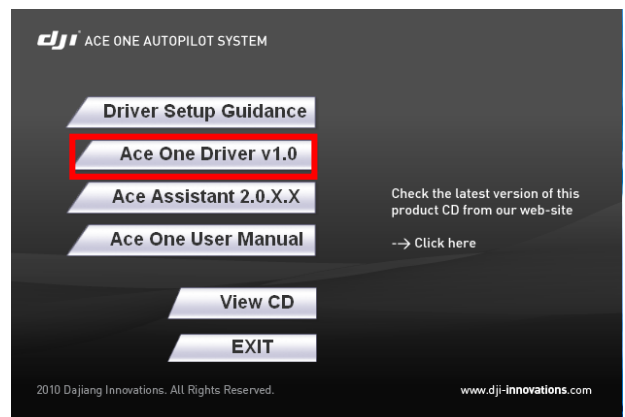 dji ACE ONE AUTOPILOT SYSTEM
Driver Setup Guidance
Ace One Driver v1.0
Ace Assistant 2.0.X.X
Ace One User Manual
Check the latest version of this
product CD from our web-site
--> Click here
View CD
EXIT
2010 Dajiang Innovations. All Rights Reserved.
www.dji-innovations.com